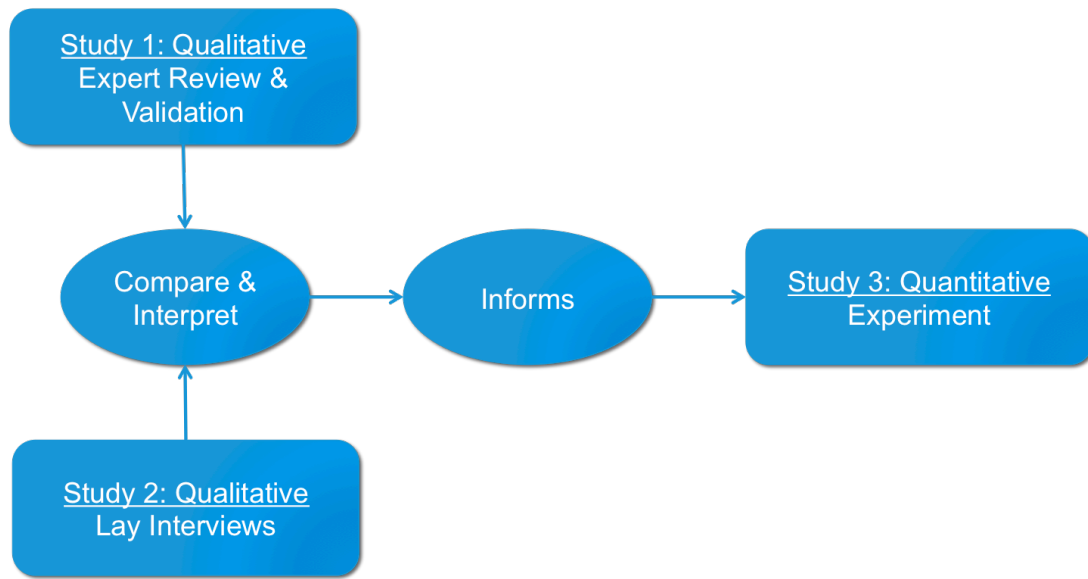 Study 1: Qualitative
Expert Review &
Validation
Compare &
Interpret
Informs
Study 3: Quantitative
Experiment
Study 2: Qualitative
Lay Interviews